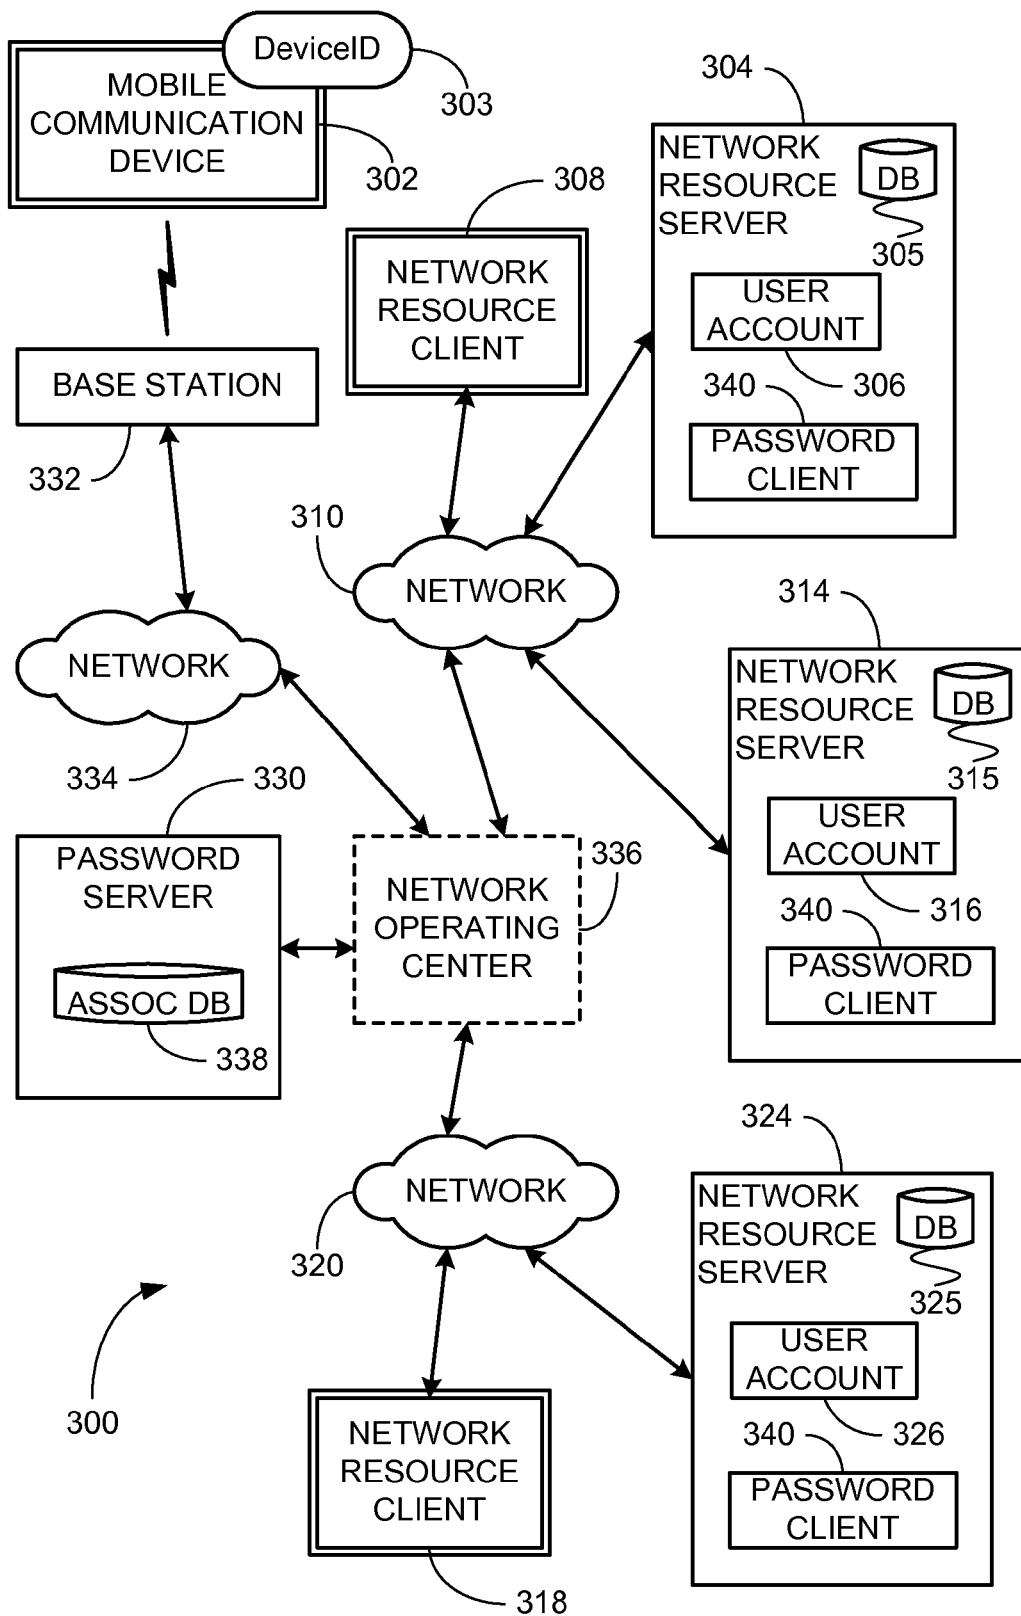 DeviceID
303
MOBILE
COMMUNICATION
DEVICE
302
308
NETWORK
RESOURCE
CLIENT
304
NETWORK
RESOURCE
SERVER
DB
305
USER
ACCOUNT
306
340
PASSWORD
CLIENT
BASE STATION
332
310
NETWORK
NETWORK
334
314
NETWORK
RESOURCE
SERVER
DB
315
USER
ACCOUNT
316
340
PASSWORD
CLIENT
330
PASSWORD
SERVER
ASSOC DB
338
NETWORK
OPERATING
CENTER
336
NETWORK
320
324
NETWORK
RESOURCE
SERVER
DB
325
USER
ACCOUNT
326
340
PASSWORD
CLIENT
300
NETWORK
RESOURCE
CLIENT
318